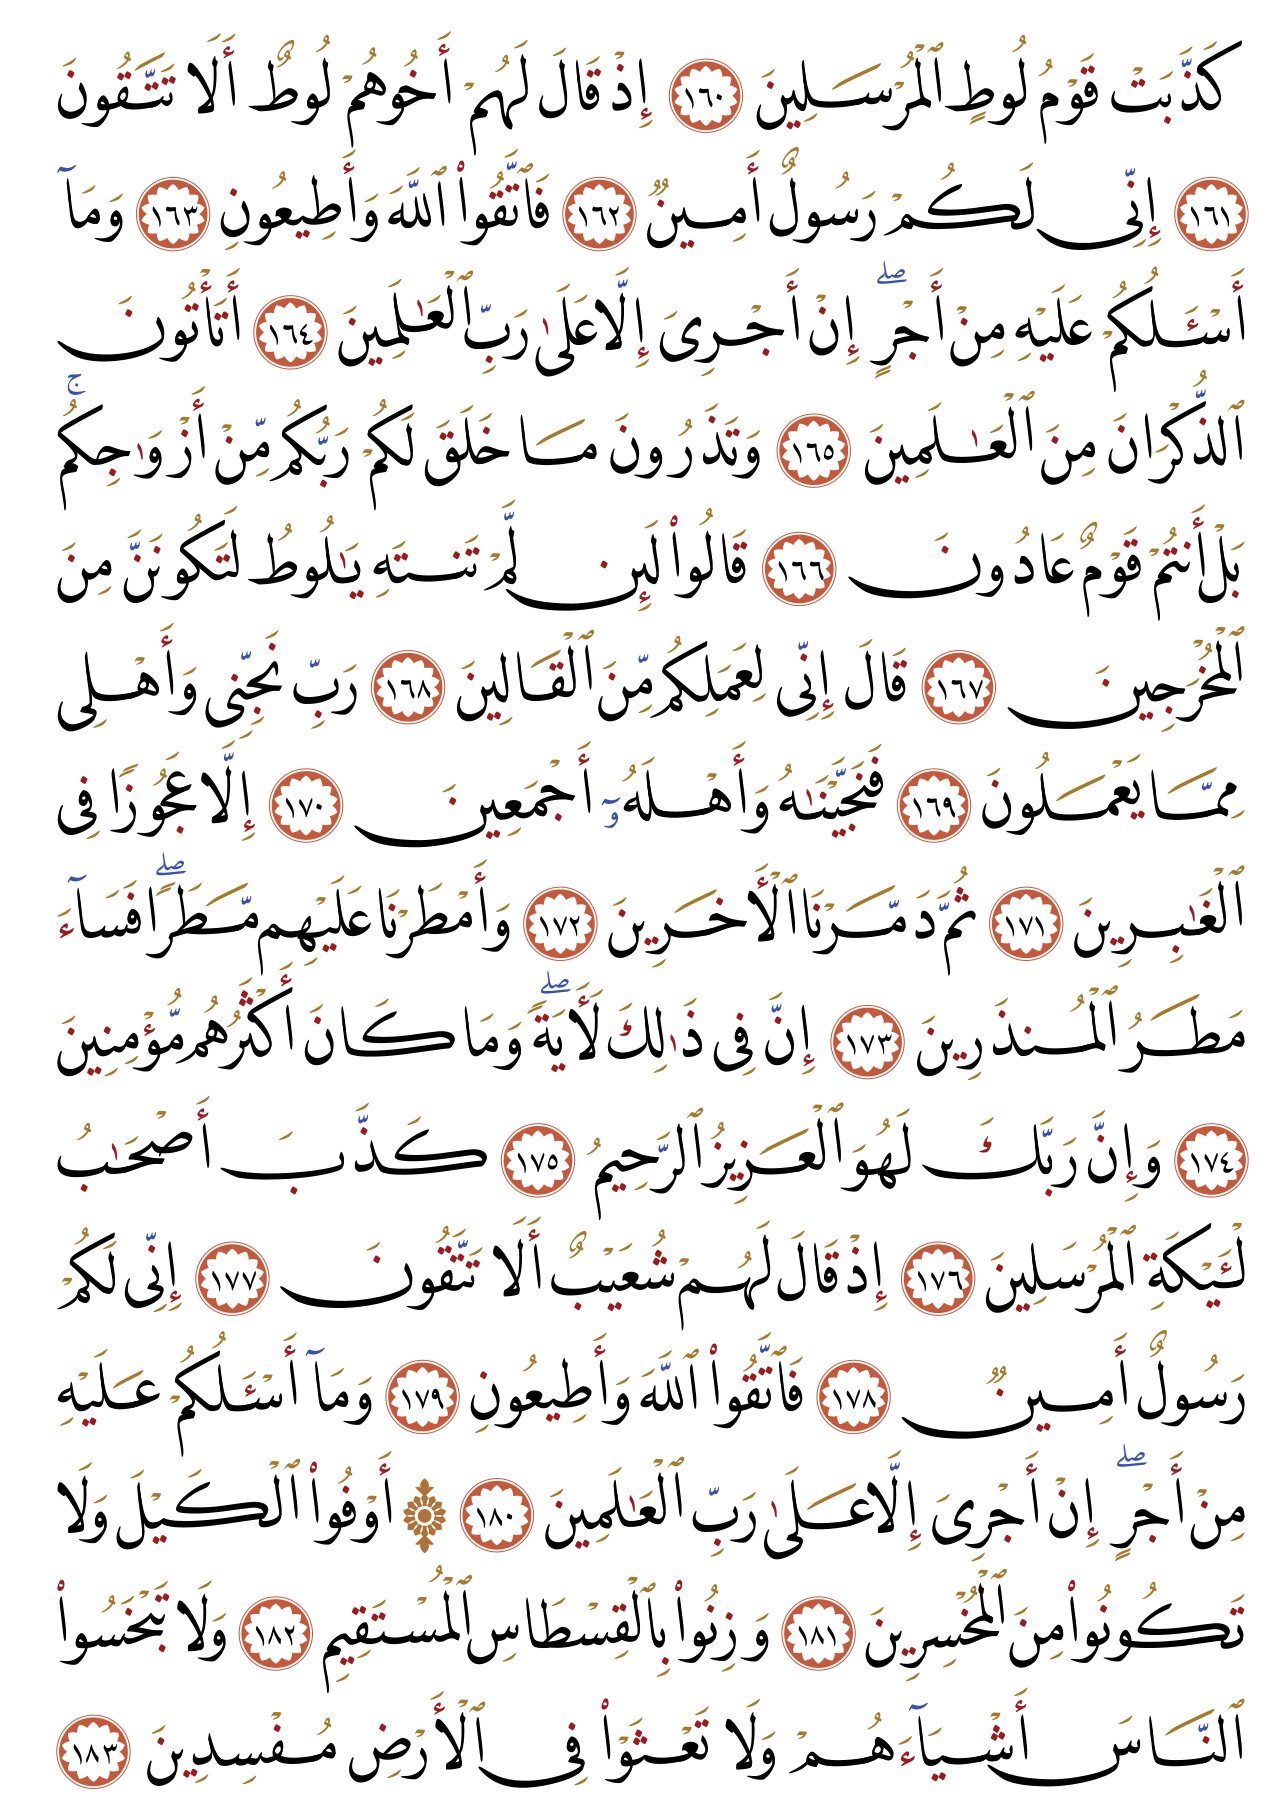 كَذَّبَتْ قَوْمُ لُوطٍ ٱلْمُرْسَلِينَ ١٦٠ إِذْ قَالَ لَهُمْ أَخُوهُمْ لُوطٌ أَلَا تَتَّقُونَ
١٦١ إِنِّى لَكُمْ رَسُولٌ أَمِينٌ ١٦٢ فَٱتَّقُوا۟ ٱللَّهَ وَأَطِيعُونِ ١٦٣ وَمَآ
أَسْـَٔلُكُمْ عَلَيْهِ مِنْ أَجْرٍ ۖ إِنْ أَجْرِىَ إِلَّا عَلَىٰ رَبِّ ٱلْعَـٰلَمِينَ ١٦٤ أَتَأْتُونَ
ٱلذُّكْرَانَ مِنَ ٱلْعَـٰلَمِينَ ١٦٥ وَتَذَرُونَ مَا خَلَقَ لَكُمْ رَبُّكُم مِّنْ أَزْوَٰجِكُم ۚ
بَلْ أَنتُمْ قَوْمٌ عَادُونَ ١٦٦ قَالُوا۟ لَئِن لَّمْ تَنتَهِ يَـٰلُوطُ لَتَكُونَنَّ مِنَ
ٱلْمُخْرَجِينَ ١٦٧ قَالَ إِنِّى لِعَمَلِكُم مِّنَ ٱلْقَالِينَ ١٦٨ رَبِّ نَجِّنِى وَأَهْلِى
مِمَّا يَعْمَلُونَ ١٦٩ فَنَجَّيْنَـٰهُ وَأَهْلَهُۥٓ أَجْمَعِينَ ١٧٠ إِلَّا عَجُوزًا فِى
ٱلْغَـٰبِرِينَ ١٧١ ثُمَّ دَمَّرْنَا ٱلْأَخَرِينَ ١٧٢ وَأَمْطَرْنَا عَلَيْهِم مَّطَرًا ۖ فَسَآءَ
مَطَرُ ٱلْمُنذَرِينَ ١٧٣ إِنَّ فِى ذَٰلِكَ لَأَيَةً ۖ وَمَا كَانَ أَكْثَرُهُم مُّؤْمِنِينَ
١٧٤ وَإِنَّ رَبَّكَ لَهُوَ ٱلْعَزِيزُ ٱلرَّحِيمُ ١٧٥ كَذَّبَ أَصْحَـٰبُ
لْـَٔيْكَةِ ٱلْمُرْسَلِينَ ١٧٦ إِذْ قَالَ لَهُمْ شُعَيْبٌ أَلَا تَتَّقُونَ ١٧٧ إِنِّى لَكُمْ
رَسُولٌ أَمِينٌ ١٧٨ فَٱتَّقُوا۟ ٱللَّهَ وَأَطِيعُونِ ١٧٩ وَمَآ أَسْـَٔلُكُمْ عَلَيْهِ
مِنْ أَجْرٍ ۖ إِنْ أَجْرِىَ إِلَّا عَلَىٰ رَبِّ ٱلْعَـٰلَمِينَ ١٨٠ ۞ أَوْفُوا۟ ٱلْكَيْلَ وَلَا
تَكُونُوا۟ مِنَ ٱلْمُخْسِرِينَ ١٨١ وَزِنُوا۟ بِٱلْقِسْطَاسِ ٱلْمُسْتَقِيمِ ١٨٢ وَلَا تَبْخَسُوا۟
ٱلنَّاسَ أَشْيَآءَهُمْ وَلَا تَعْثَوْا۟ فِى ٱلْأَرْضِ مُفْسِدِينَ ١٨٣